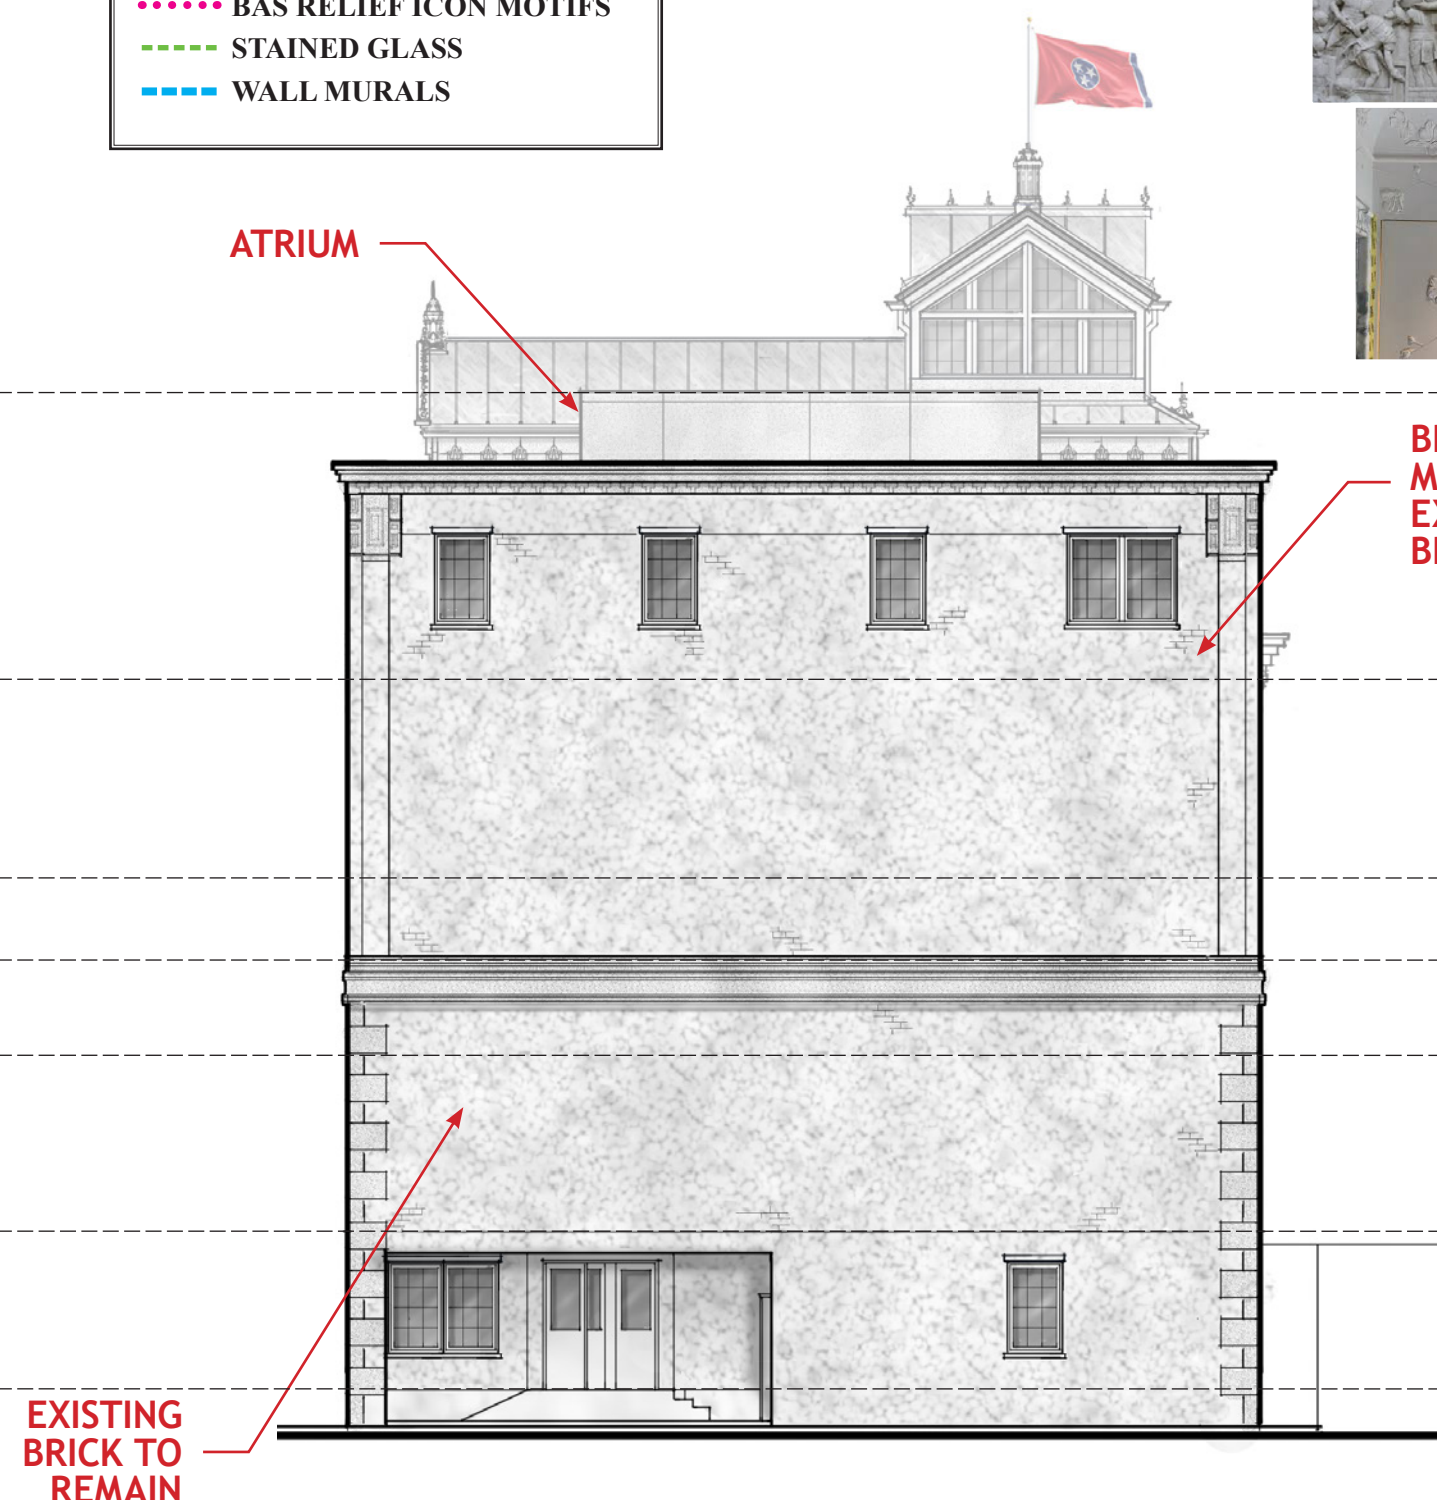 BAS RELIEF ICON MOTIFS
STAINED GLASS
WALL MURALS
ATRIUM
EXISTING
BRICK TO
REMAIN